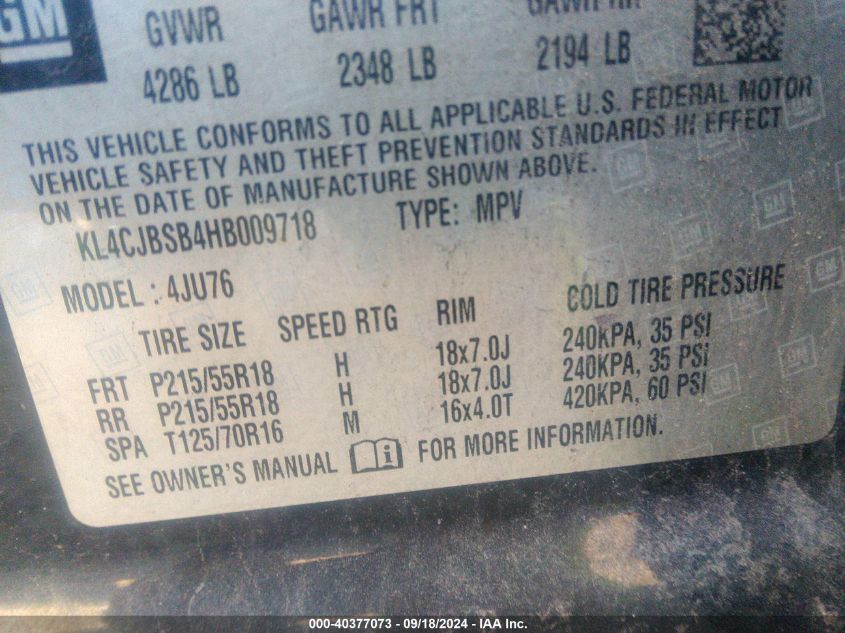 GM
GVWR GAWR FRT GAWR RR
4286 LB 2348 LB 2194 LB
THIS VEHICLE CONFORMS TO ALL APPLICABLE U.S. FEDERAL MOTOR
VEHICLE SAFETY AND THEFT PREVENTION STANDARDS IN EFFECT
ON THE DATE OF MANUFACTURE SHOWN ABOVE.
KL4CJBSB4HB009718 TYPE: MPV
MODEL : 4JU76
TIRE SIZE SPEED RTG RIM COLD TIRE PRESSURE
FRT P215/55R18 H 18x7.0J 240KPA, 35 PSI
RR P215/55R18 H 18x7.0J 240KPA, 35 PSI
SPA T125/70R16 M 16x4.0T 420KPA, 60 PSI
SEE OWNER'S MANUAL FOR MORE INFORMATION.
000-40377073 - 09/18/2024 - IAA Inc.